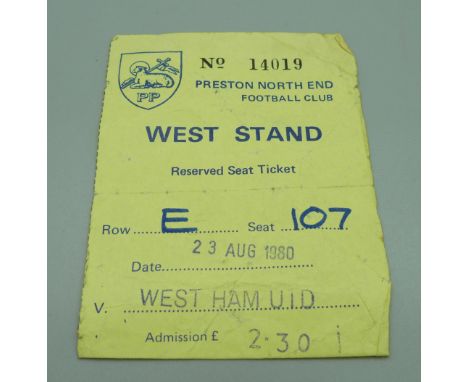 Nº 14019
PP
PRESTON NORTH END
FOOTBALL CLUB
WEST STAND
Reserved Seat Ticket
Row E Seat 107
Date 23 AUG 1980
V. WEST HAM UTD
Admission £ 2.30